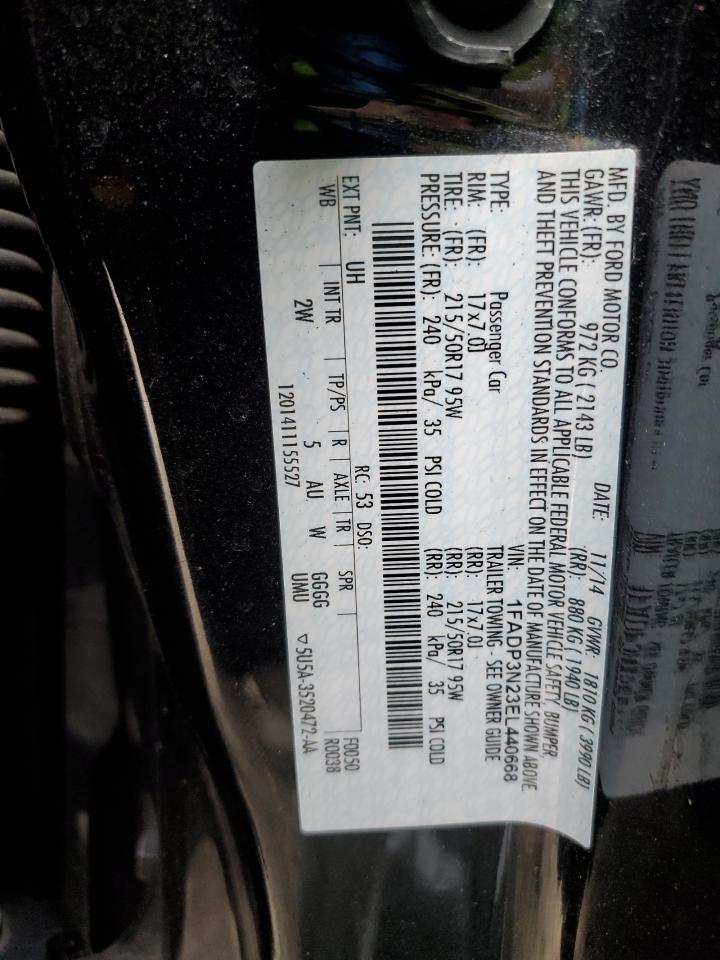 MFD. BY FORD MOTOR CO.
DATE: 11/14 GVWR: 1810 KG ( 3990 LB)
GAWR: (FR): 972 KG ( 2143 LB) (RR): 880 KG ( 1940 LB)
THIS VEHICLE CONFORMS TO ALL APPLICABLE FEDERAL MOTOR VEHICLE SAFETY, BUMPER
AND THEFT PREVENTION STANDARDS IN EFFECT ON THE DATE OF MANUFACTURE SHOWN ABOVE.
VIN: 1FADP3N23EL440668
TYPE: Passenger Car TRAILER TOWING - SEE OWNER GUIDE
RIM: (FR): 17x7.0J (RR): 17x7.0J
TIRE: (FR): 215/50R17 95W (RR): 215/50R17 95W
PRESSURE: (FR): 240 kPa/ 35 PSI COLD (RR): 240 kPa/ 35 PSI COLD
EXT PNT: UH RC: 53 DSO: F0050
WB INT TR TP/PS R AXLE TR SPR R0038
2W 5 AU W GGGG
UMU ▽5U5A-3520472-AA
1201411155527